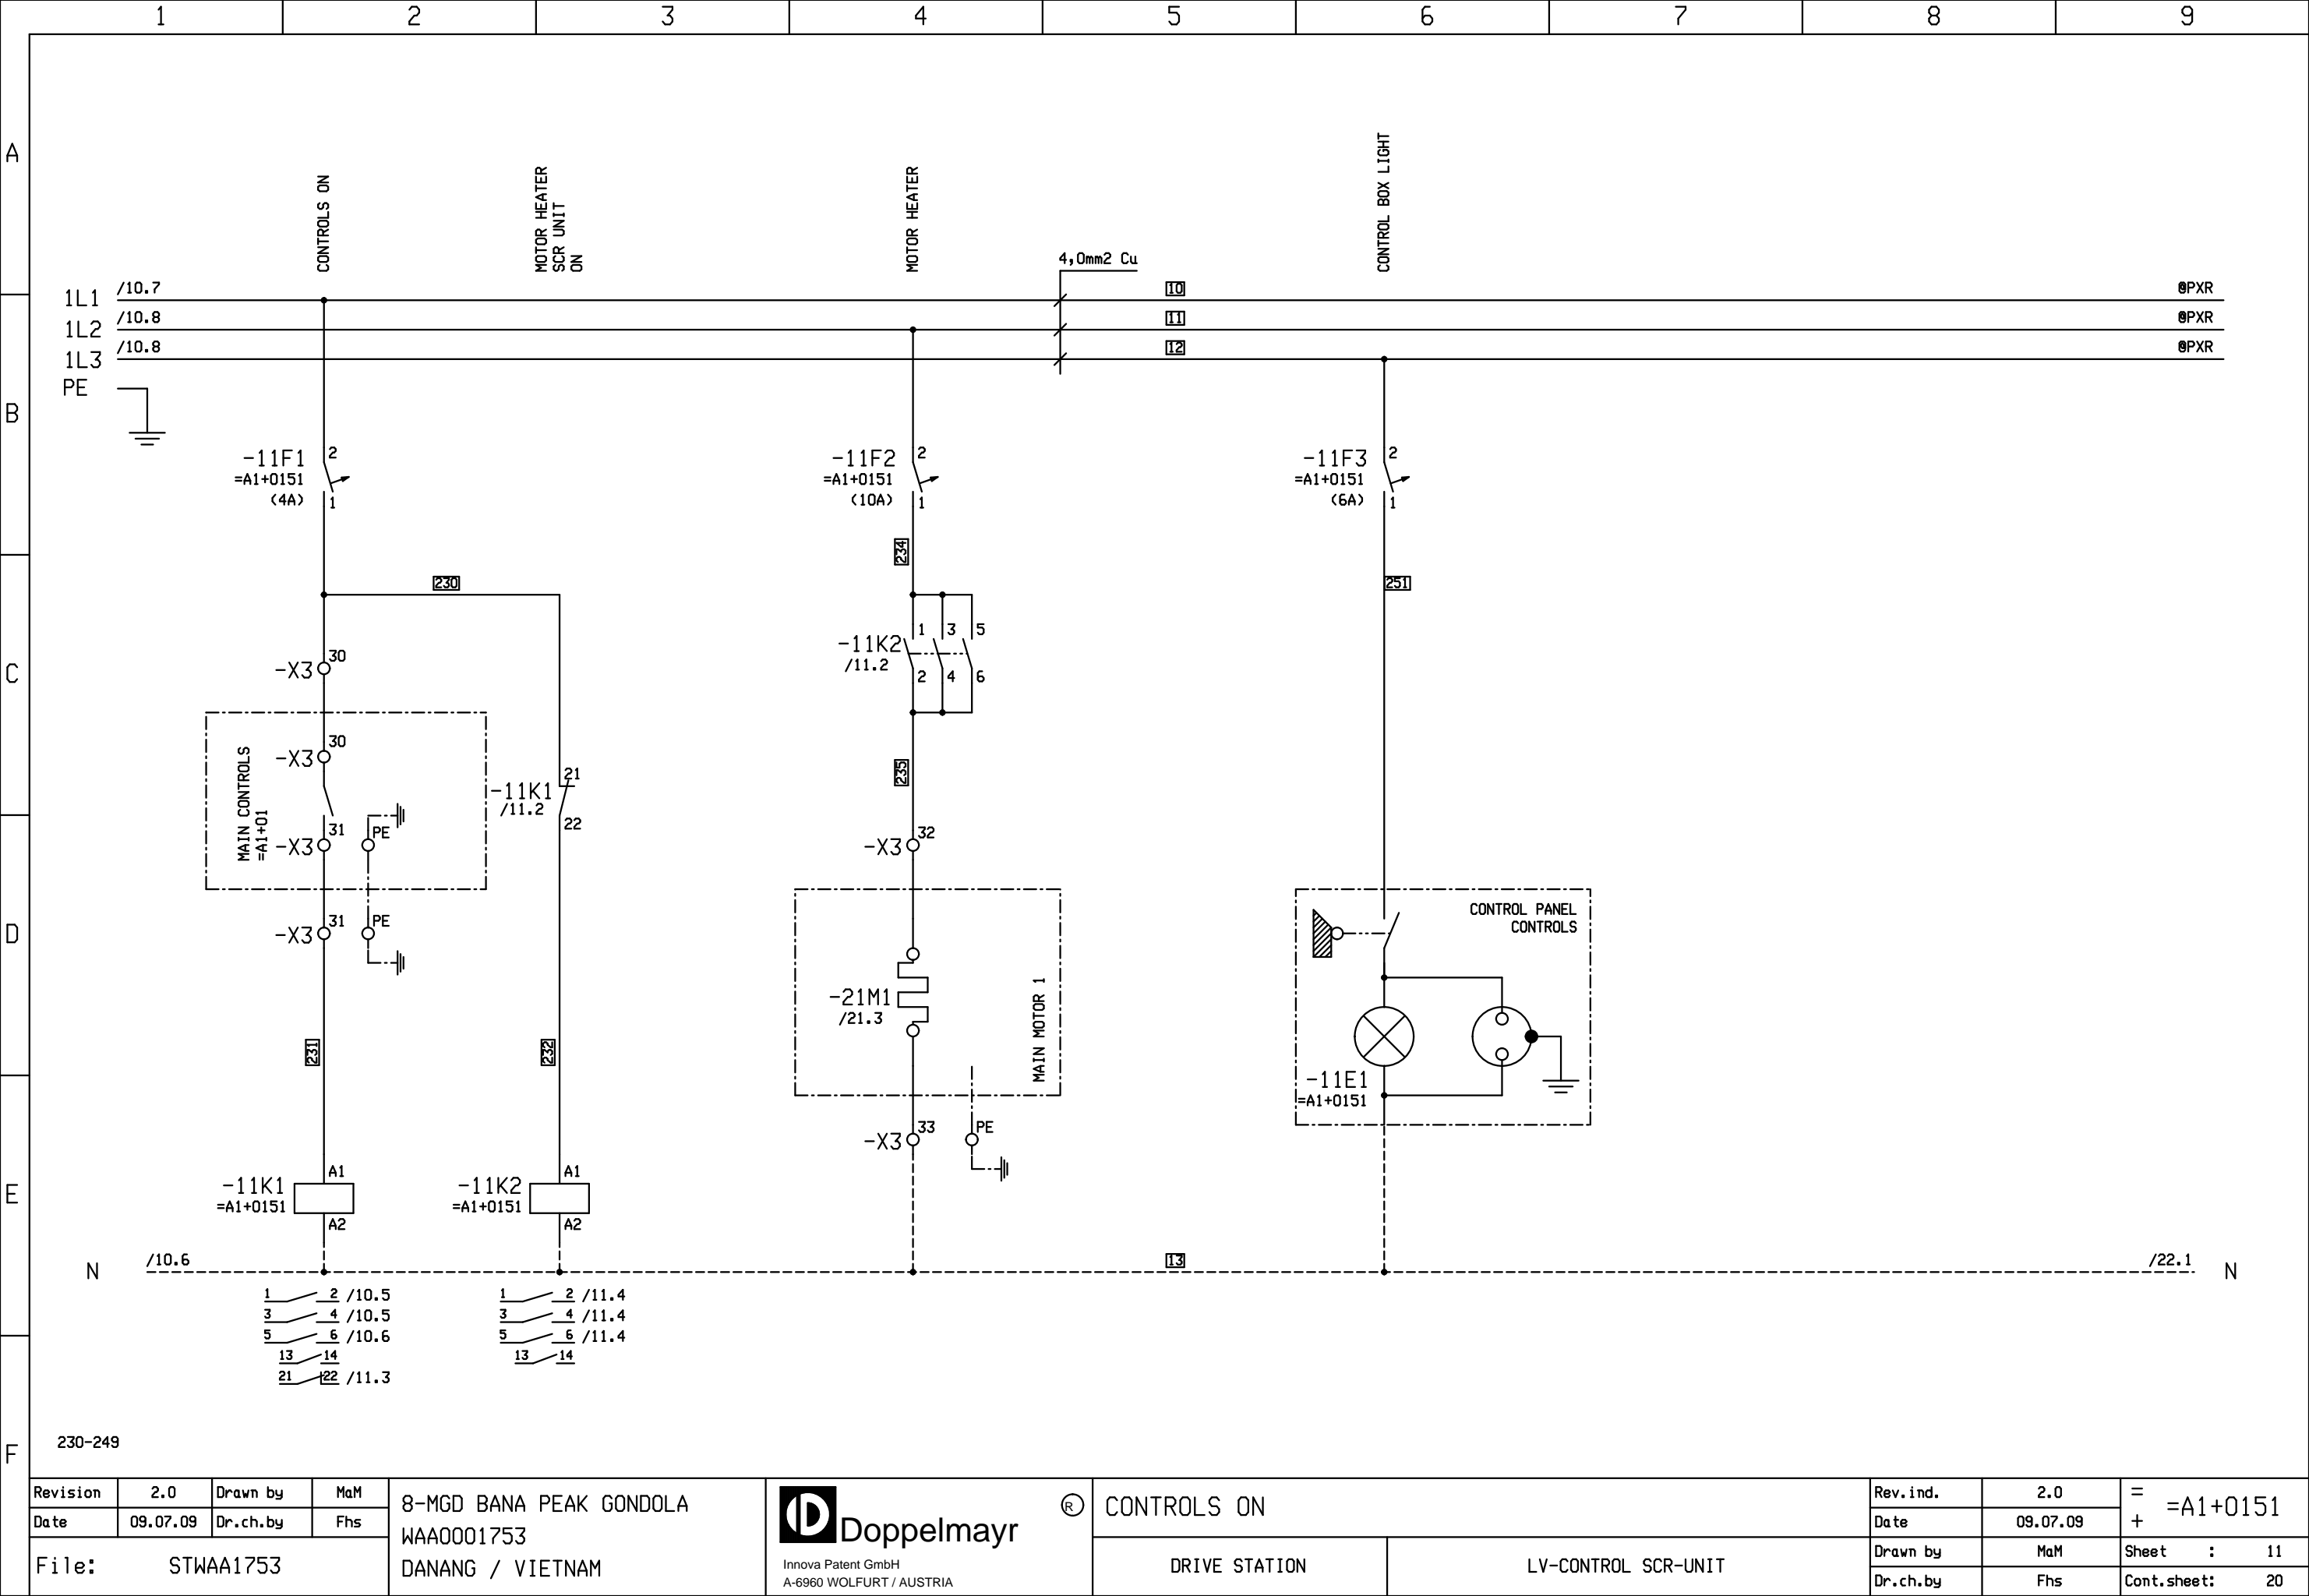 1 2 3 4 5 6 7 8 9
A
B
C
D
E
F
CONTROLS ON
MOTOR HEATER
SCR UNIT
ON
MOTOR HEATER
CONTROL BOX LIGHT
4,0mm2 Cu
1L1 /10.7 10 @PXR
1L2 /10.8 11 @PXR
1L3 /10.8 12 @PXR
PE
-11F1 2
=A1+0151
(4A) 1
-11F2 2
=A1+0151
(10A) 1
-11F3 2
=A1+0151
(6A) 1
234
230
251
-X3 30
-11K2 1 3 5
/11.2 2 4 6
MAIN CONTROLS
=A1+01
-X3 30
-X3 31 PE
-X3 31 PE
-11K1 21
/11.2
22
235
-X3 32
-21M1
/21.3
MAIN MOTOR 1
CONTROL PANEL
CONTROLS
-11E1
=A1+0151
231
232
-X3 33 PE
-11K1 A1
=A1+0151
A2
-11K2 A1
=A1+0151
A2
N /10.6 13 /22.1 N
1 2 /10.5
3 4 /10.5
5 6 /10.6
13 14
21 22 /11.3
1 2 /11.4
3 4 /11.4
5 6 /11.4
13 14
230-249
Revision 2.0 Drawn by MaM
Date 09.07.09 Dr.ch.by Fhs
File: STWAA1753
8-MGD BANA PEAK GONDOLA
WAA0001753
DANANG / VIETNAM
Doppelmayr ®
Innova Patent GmbH
A-6960 WOLFURT / AUSTRIA
CONTROLS ON
DRIVE STATION
LV-CONTROL SCR-UNIT
Rev.ind. 2.0
Date 09.07.09
Drawn by MaM
Dr.ch.by Fhs
= =A1+0151
+
Sheet : 11
Cont.sheet: 20